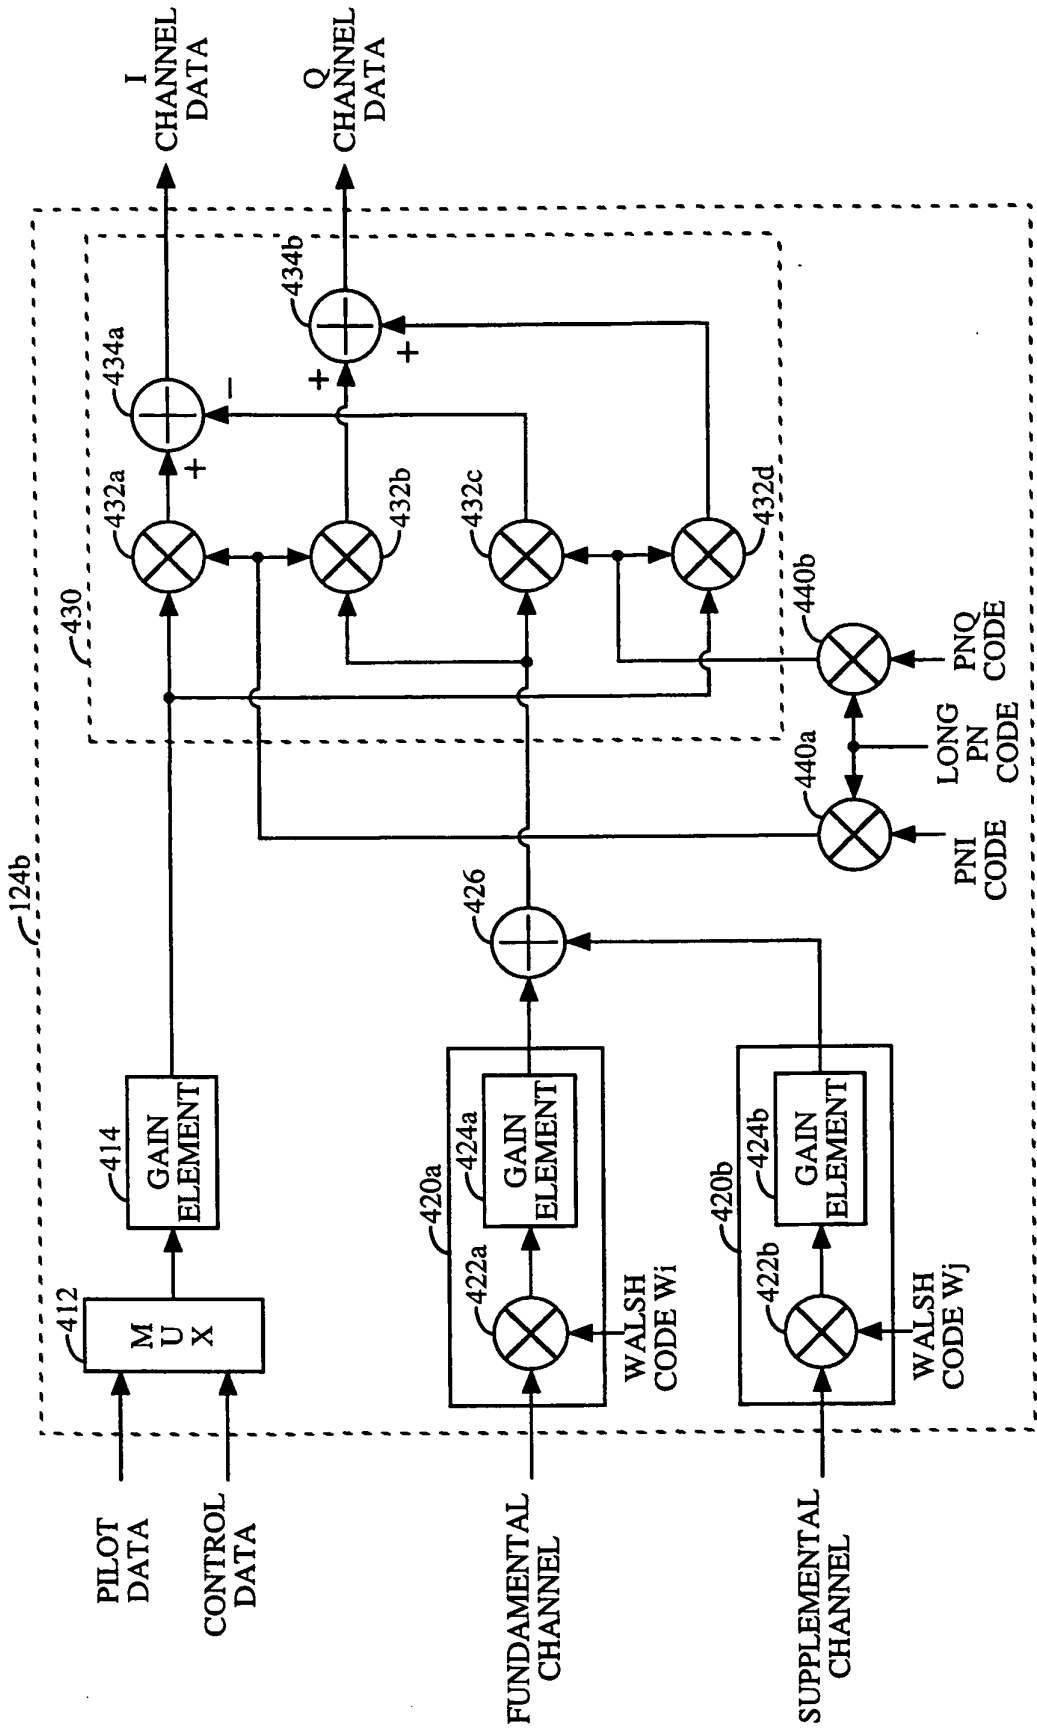 124b
430
PILOT
DATA
CONTROL
DATA
412
M
U
X
414
GAIN
ELEMENT
432a
434a
+
−
I
CHANNEL
DATA
432b
434b
+
+
Q
CHANNEL
DATA
432c
432d
FUNDAMENTAL
CHANNEL
420a
422a
424a
GAIN
ELEMENT
WALSH
CODE Wi
426
SUPPLEMENTAL
CHANNEL
420b
422b
424b
GAIN
ELEMENT
WALSH
CODE Wj
440a
440b
PNI
CODE
LONG
PN
CODE
PNQ
CODE